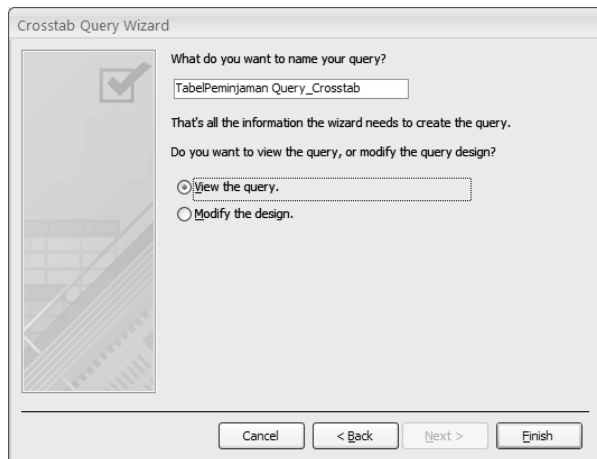 Crosstab Query Wizard
What do you want to name your query?
TabelPeminjaman Query_Crosstab
That's all the information the wizard needs to create the query.
Do you want to view the query, or modify the query design?
View the query.
Modify the design.
Cancel
< Back
Next >
Finish